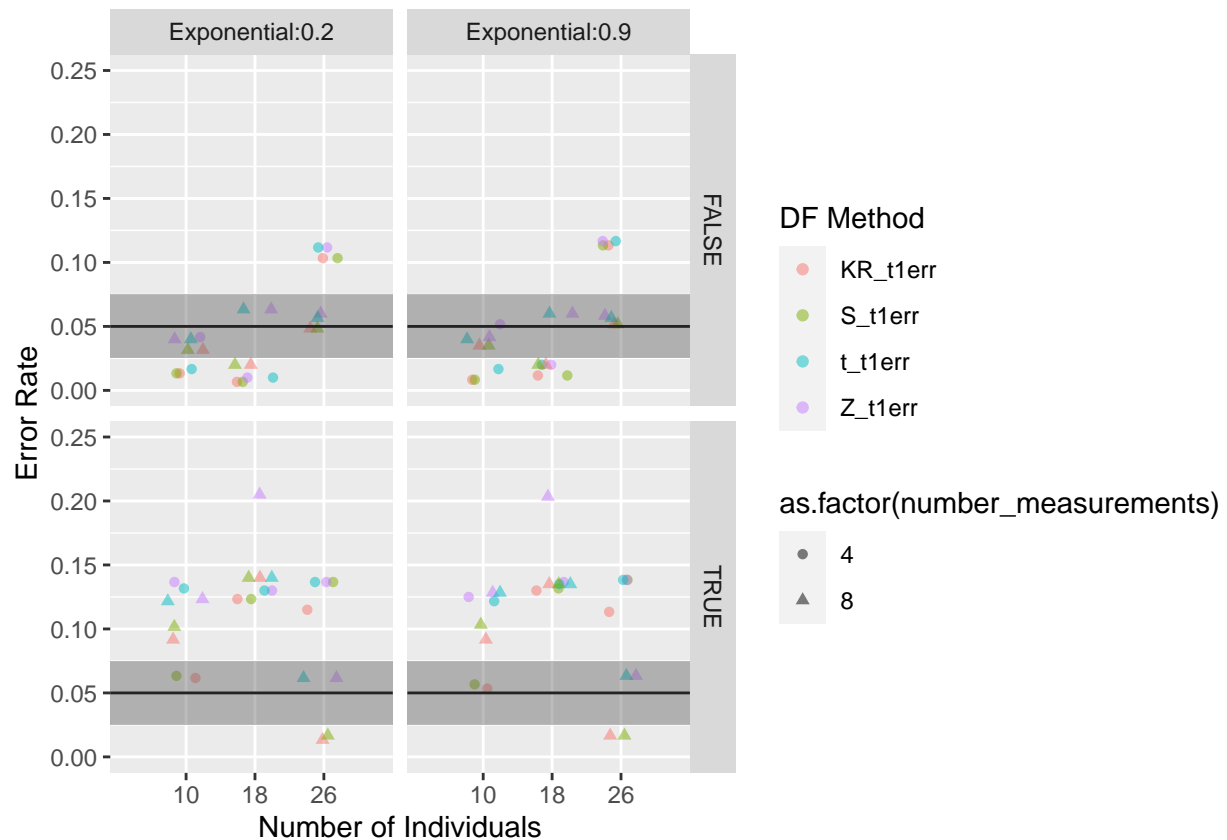 Exponential:0.2
Exponential:0.9
0.25
0.20
0.15
0.10
0.05
0.00
FALSE
0.25
0.20
0.15
0.10
0.05
0.00
TRUE
Error Rate
10 18 26
10 18 26
Number of Individuals
DF Method
KR_t1err
S_t1err
t_t1err
Z_t1err
as.factor(number_measurements)
4
8